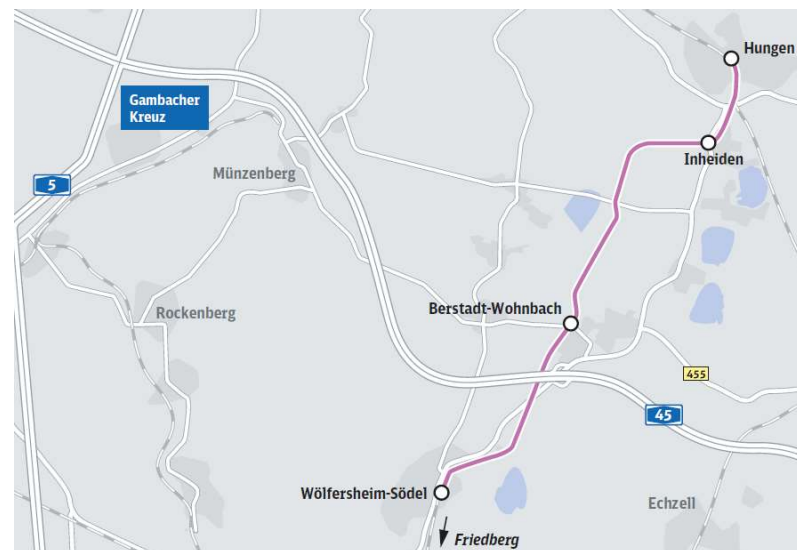 Hungen
Gambacher
Kreuz
Inheiden
5
Münzenberg
Berstadt-Wohnbach
Rockenberg
455
45
Wölfersheim-Södel
Echzell
Friedberg